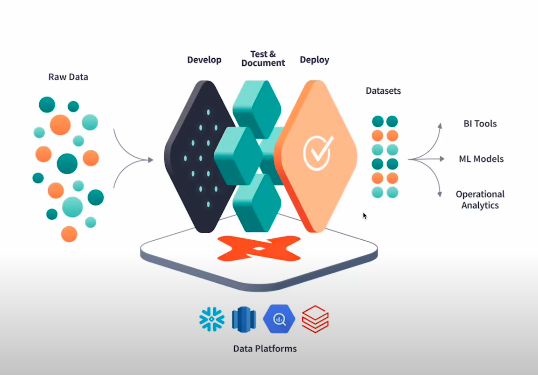 Raw Data
Develop
Test &
Document
Deploy
Datasets
BI Tools
ML Models
Operational
Analytics
Data Platforms